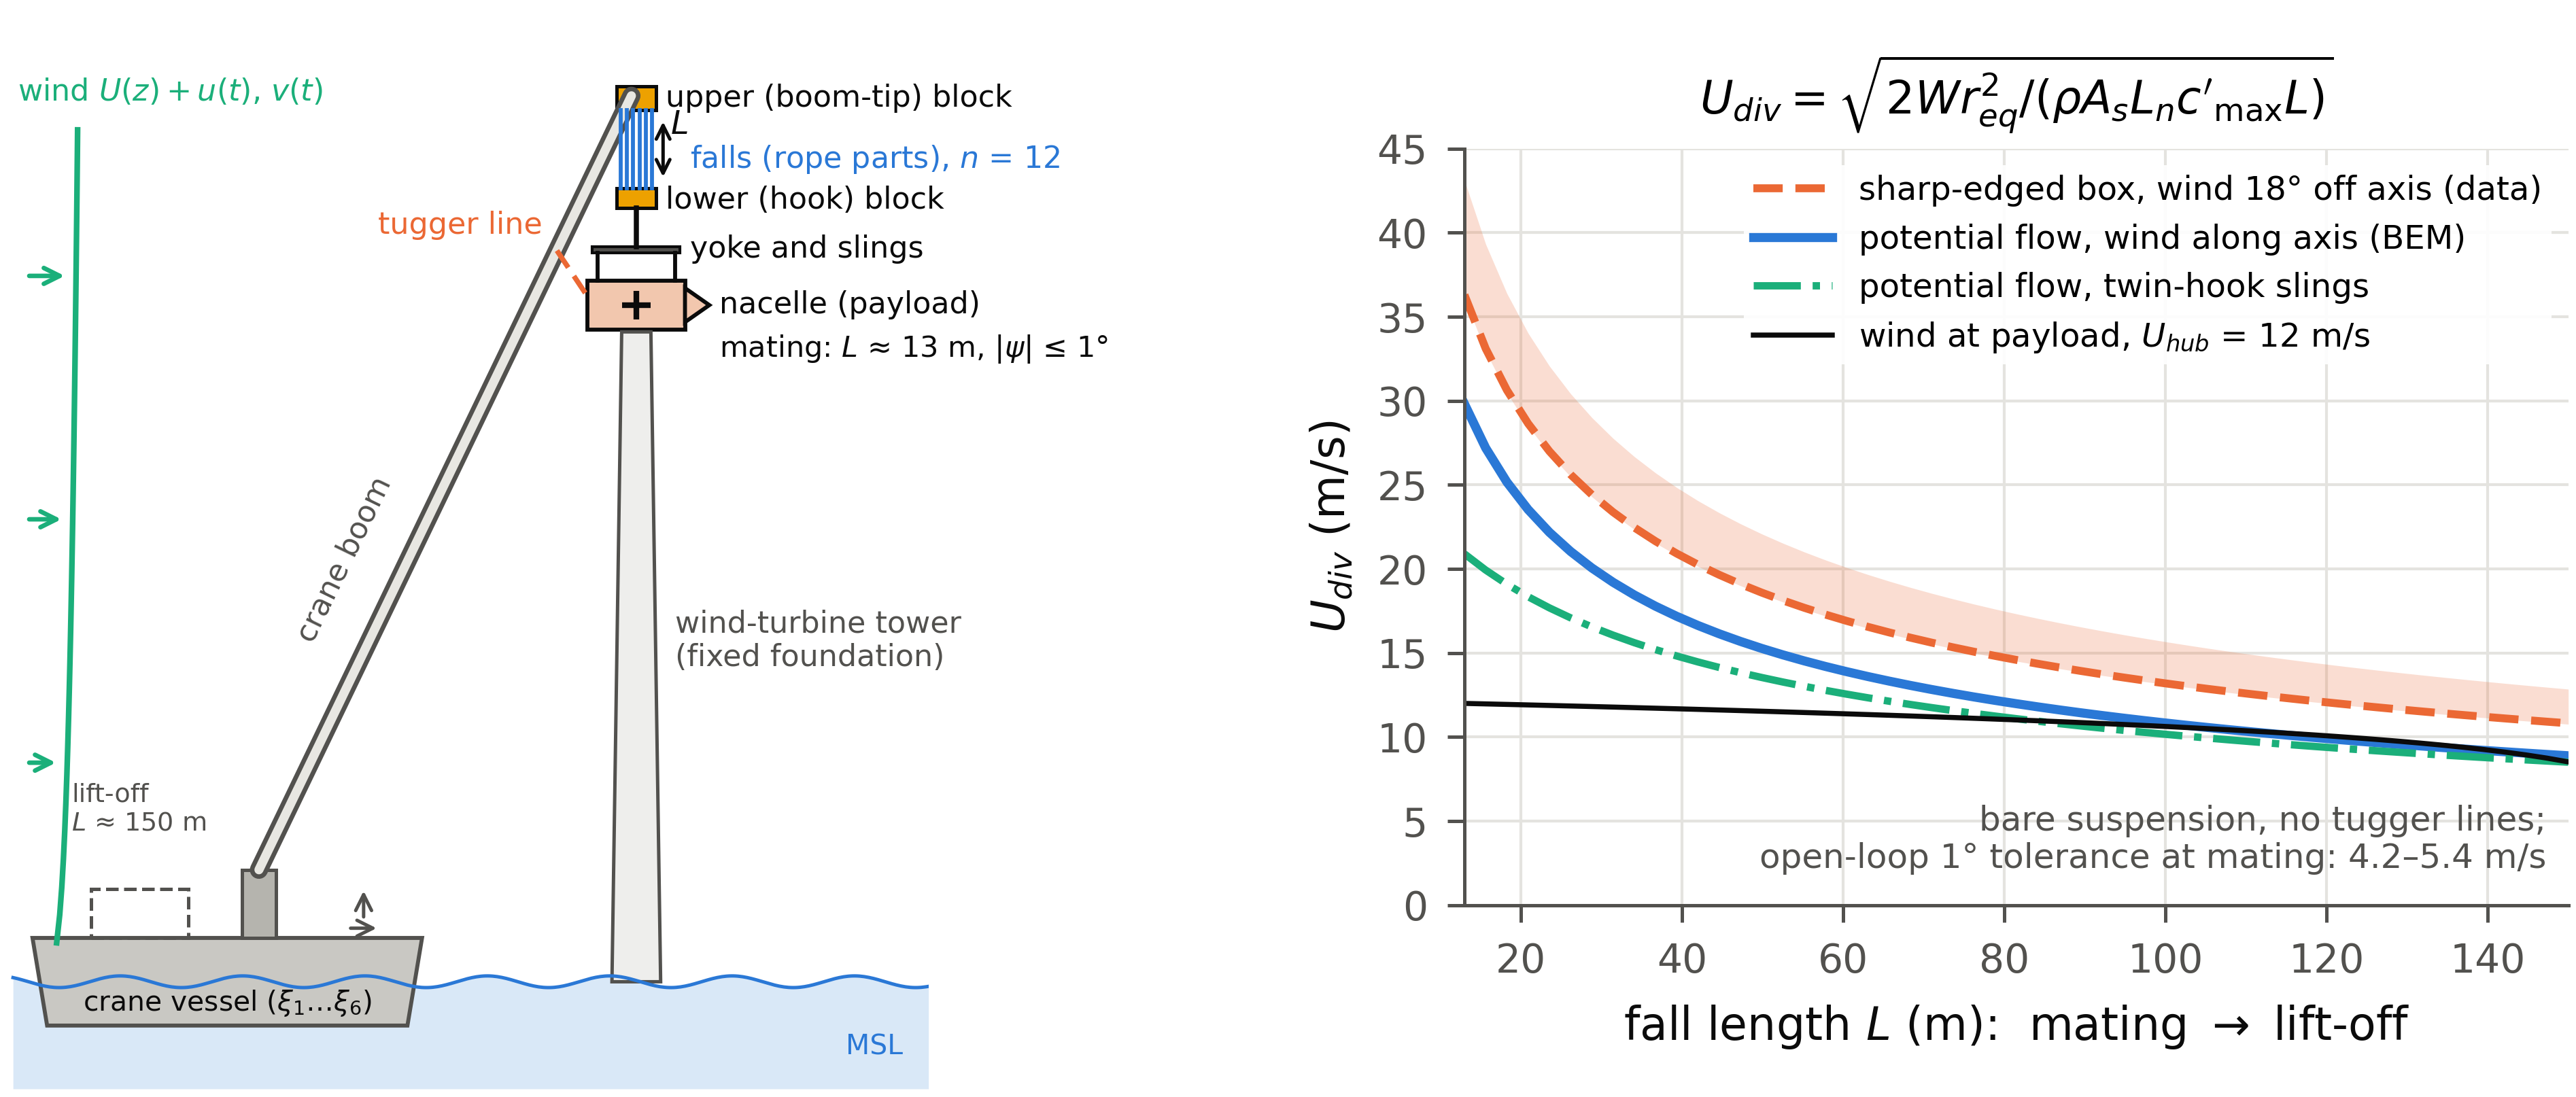 wind U(z) + u(t), v(t)
upper (boom-tip) block
L
falls (rope parts), n = 12
lower (hook) block
tugger line
yoke and slings
nacelle (payload)
mating: L ≈ 13 m, |ψ| ≤ 1°
crane boom
wind-turbine tower
(fixed foundation)
lift-off
L ≈ 150 m
crane vessel (ξ₁...ξ₆)
MSL
U_div = √(2Wr²_eq/(ρA_sL_nc′_maxL))
U_div (m/s)
45
40
35
30
25
20
15
10
5
0
sharp-edged box, wind 18° off axis (data)
potential flow, wind along axis (BEM)
potential flow, twin-hook slings
wind at payload, U_hub = 12 m/s
bare suspension, no tugger lines;
open-loop 1° tolerance at mating: 4.2–5.4 m/s
20 40 60 80 100 120 140
fall length L (m): mating → lift-off